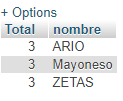 + Options
Total nombre
3 ARIO
3 Mayoneso
3 ZETAS